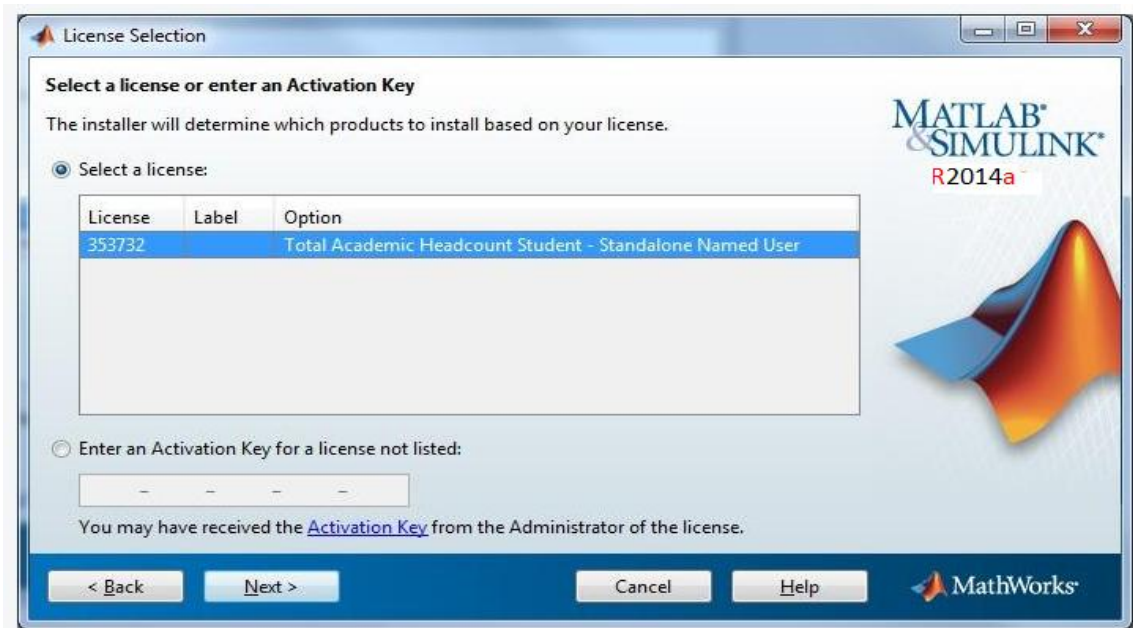 License Selection
Select a license or enter an Activation Key
The installer will determine which products to install based on your license.
MATLAB®
&SIMULINK®
R2014a
Select a license:
License Label Option
353732 Total Academic Headcount Student - Standalone Named User
Enter an Activation Key for a license not listed:
- - - -
You may have received the Activation Key from the Administrator of the license.
< Back Next > Cancel Help MathWorks®